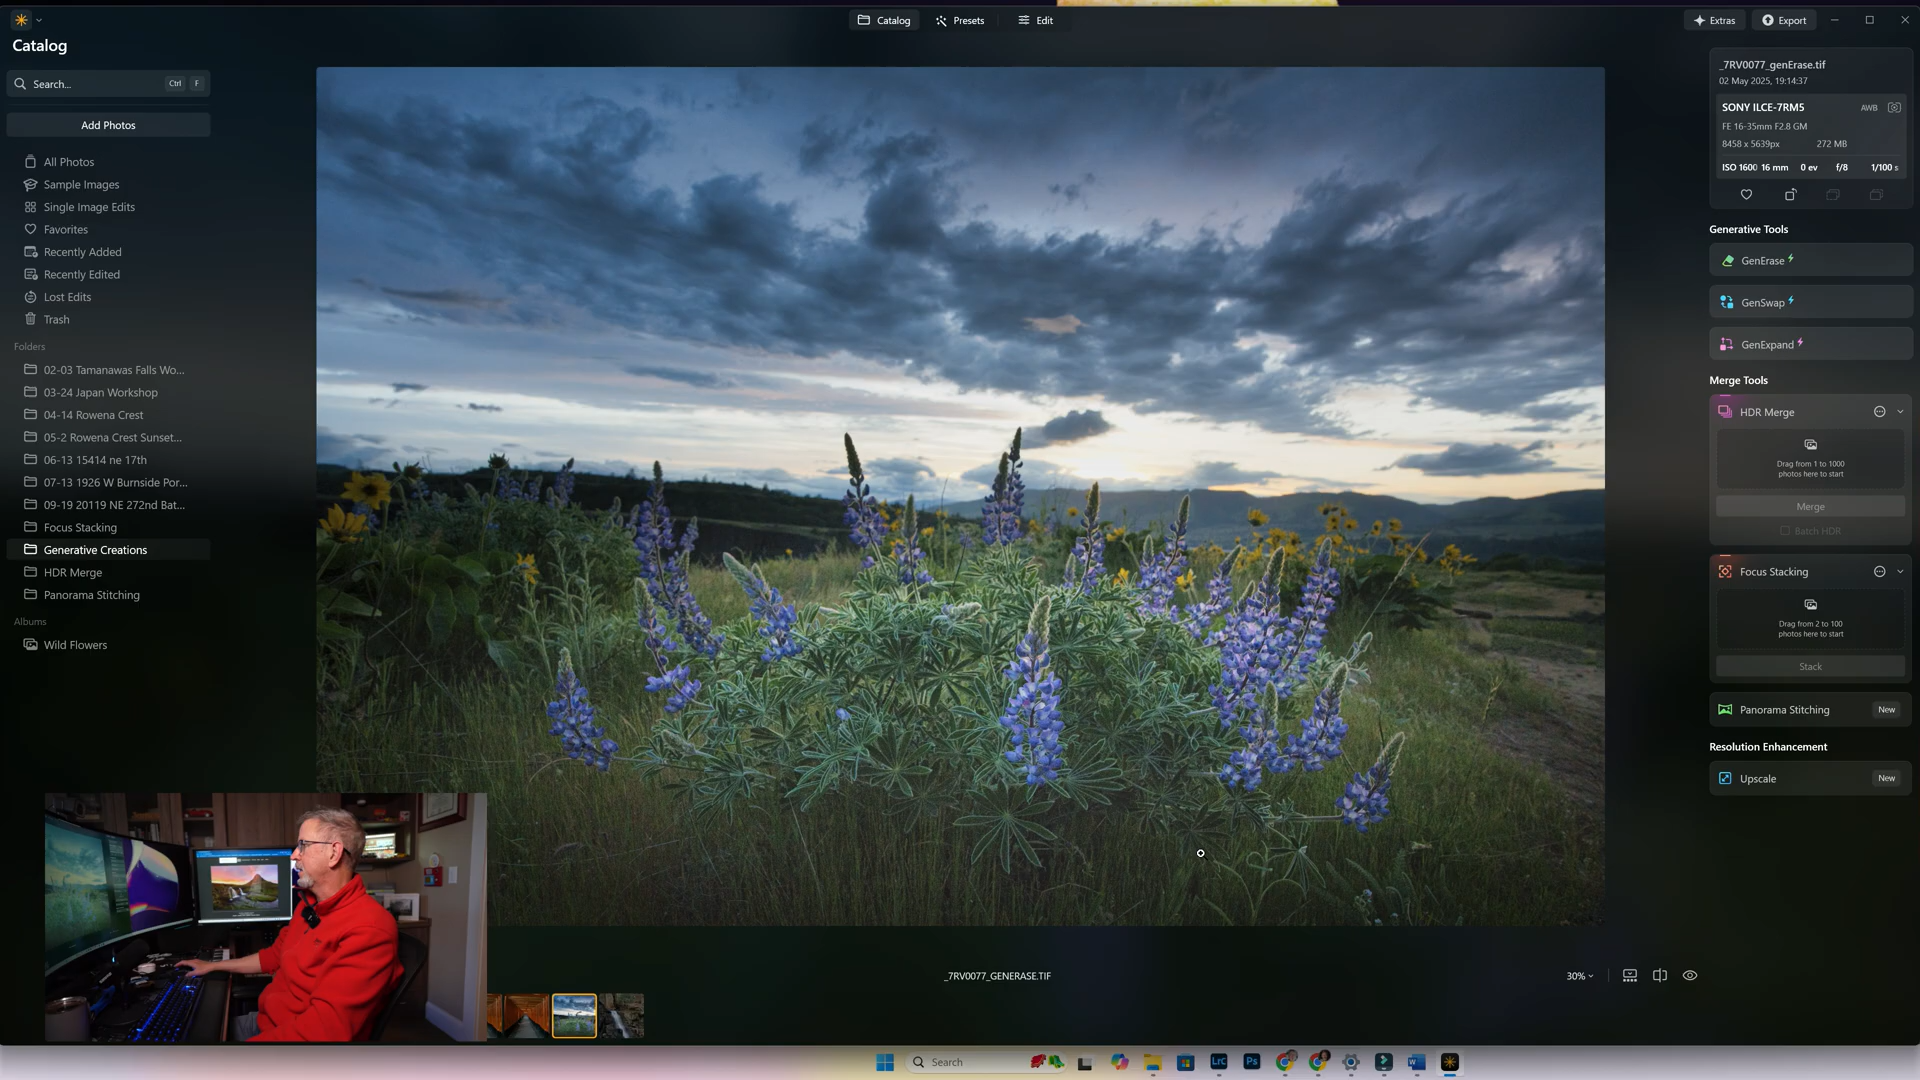 Catalog
Presets
Edit
Extras
Export
Catalog
Search...
Ctrl
F
Add Photos
All Photos
Sample Images
Single Image Edits
Favorites
Recently Added
Recently Edited
Lost Edits
Trash
Folders
02-03 Tamanawas Falls Wo...
03-24 Japan Workshop
04-14 Rowena Crest
05-2 Rowena Crest Sunset...
06-13 15414 ne 17th
07-13 1926 W Burnside Por...
09-19 20119 NE 272nd Bat...
Focus Stacking
Generative Creations
HDR Merge
Panorama Stitching
Albums
Wild Flowers
_7RV0077_genErase.tif
02 May 2025, 19:14:37
SONY ILCE-7RM5
AWB
FE 16-35mm F2.8 GM
8458 x 5639px 272 MB
ISO 1600 16 mm 0 ev f/8 1/100 s
Generative Tools
GenErase
GenSwap
GenExpand
Merge Tools
HDR Merge
Drag from 1 to 1000
photos here to start
Merge
Batch HDR
Focus Stacking
Drag from 2 to 100
photos here to start
Stack
Panorama Stitching
New
Resolution Enhancement
Upscale
New
_7RV0077_GENERASE.TIF
30%
Search
LrC
Ps
W